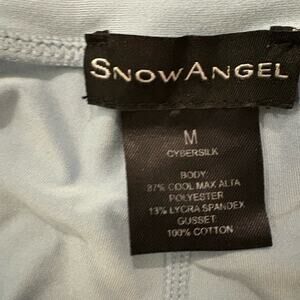 SNOWANGEL
M
CYBERSILK
BODY:
87% COOL MAX ALTA
POLYESTER
13% LYCRA SPANDEX
GUSSET:
100% COTTON